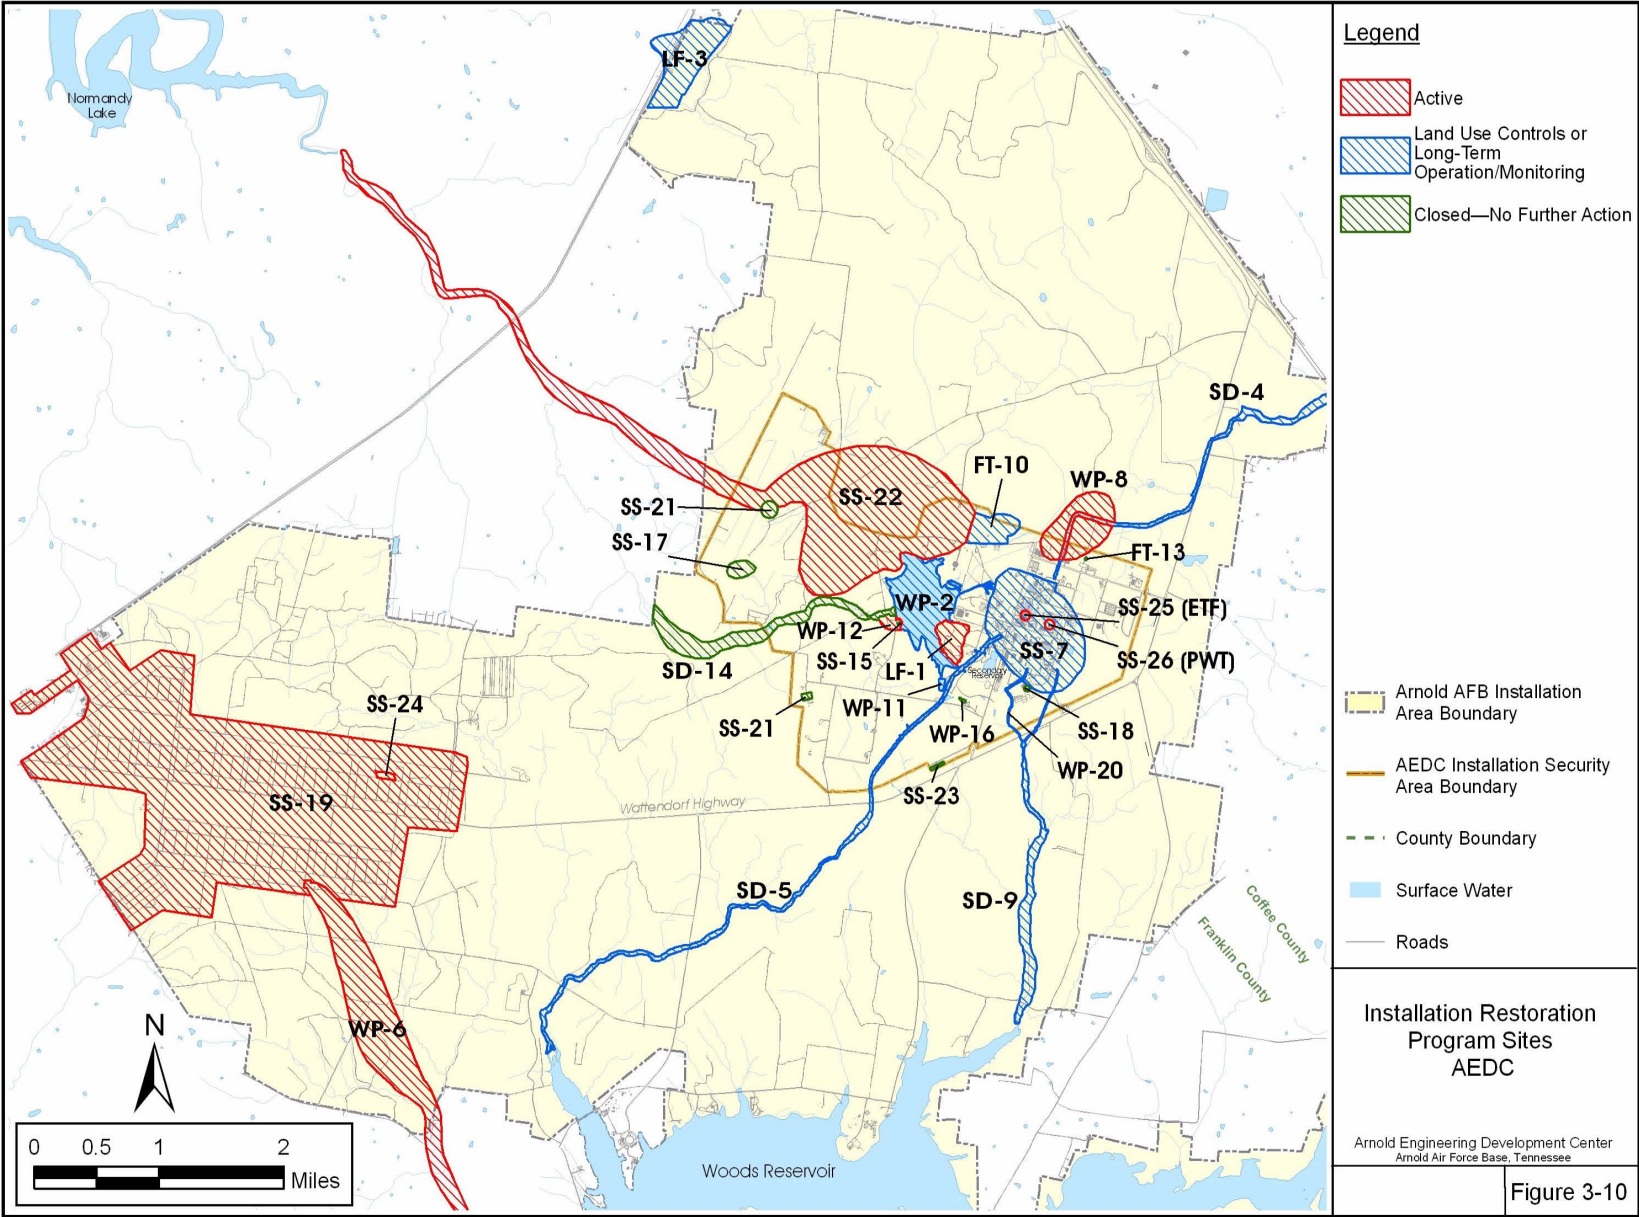 Normandy
Lake
LF-3
SD-4
FT-10
WP-8
SS-22
SS-21
SS-17
FT-13
WP-2
SS-25 (ETF)
WP-12
SS-15
SS-7
SS-26 (PWT)
LF-1
SD-14
Secondary
Reservoir
SS-24
WP-11
SS-21
WP-16
SS-18
WP-20
SS-23
SS-19
Wattendorf Highway
SD-5
SD-9
Coffee County
Franklin County
WP-6
N
0 0.5 1 2
Miles
Woods Reservoir
Legend
Active
Land Use Controls or
Long-Term
Operation/Monitoring
Closed—No Further Action
Arnold AFB Installation
Area Boundary
AEDC Installation Security
Area Boundary
County Boundary
Surface Water
Roads
Installation Restoration
Program Sites
AEDC
Arnold Engineering Development Center
Arnold Air Force Base, Tennessee
Figure 3-10